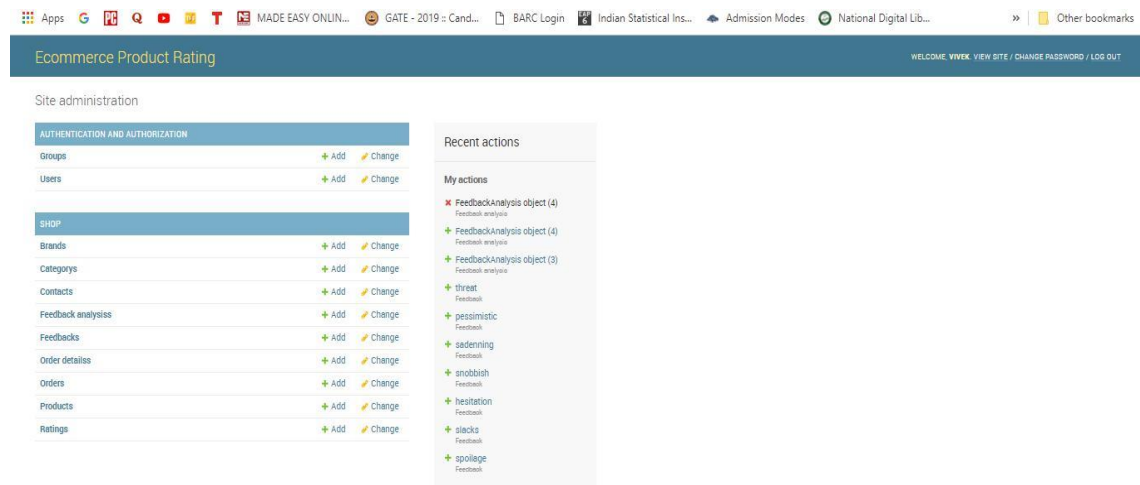 Apps G PC Q T NE MADE EASY ONLIN... GATE - 2019 :: Cand... BARC Login Indian Statistical Ins... Admission Modes National Digital Lib... » Other bookmarks
Ecommerce Product Rating WELCOME, VIVEK. VIEW SITE / CHANGE PASSWORD / LOG OUT
Site administration
AUTHENTICATION AND AUTHORIZATION
Groups + Add Change
Users + Add Change
SHOP
Brands + Add Change
Categorys + Add Change
Contacts + Add Change
Feedback analysiss + Add Change
Feedbacks + Add Change
Order detailss + Add Change
Orders + Add Change
Products + Add Change
Ratings + Add Change
Recent actions
My actions
FeedbackAnalysis object (4)
Feedback analysis
+ FeedbackAnalysis object (4)
Feedback analysis
+ FeedbackAnalysis object (3)
Feedback analysis
+ threat
Feedback
+ pessimistic
Feedback
+ sadenning
Feedback
+ snobbish
Feedback
+ hesitation
Feedback
+ slacks
Feedback
+ spoilage
Feedback